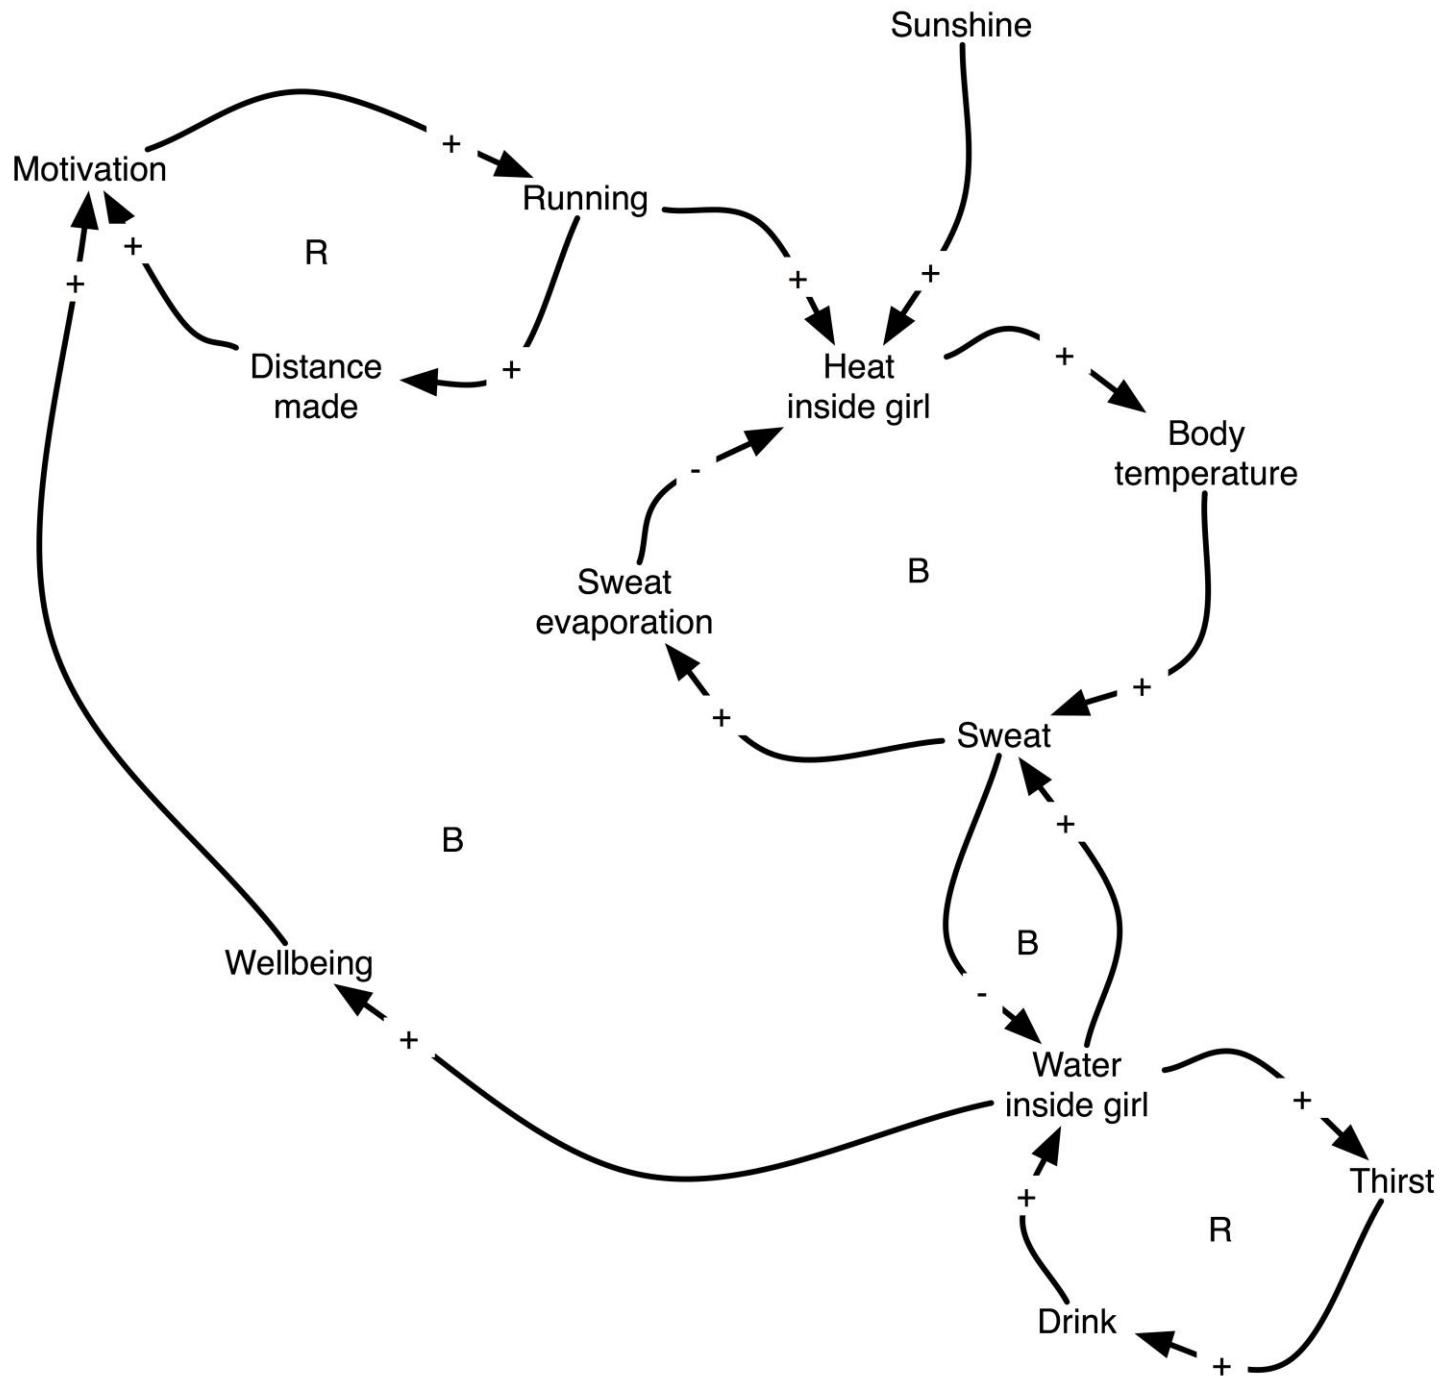 Sunshine
+
Motivation
Running
+
R
+
+
+
Distance
made
+
Heat
inside girl
+
Body
temperature
-
B
Sweat
evaporation
+
+
Sweat
+
B
B
Wellbeing
-
+
Water
inside girl
+
Thirst
+
R
Drink
+